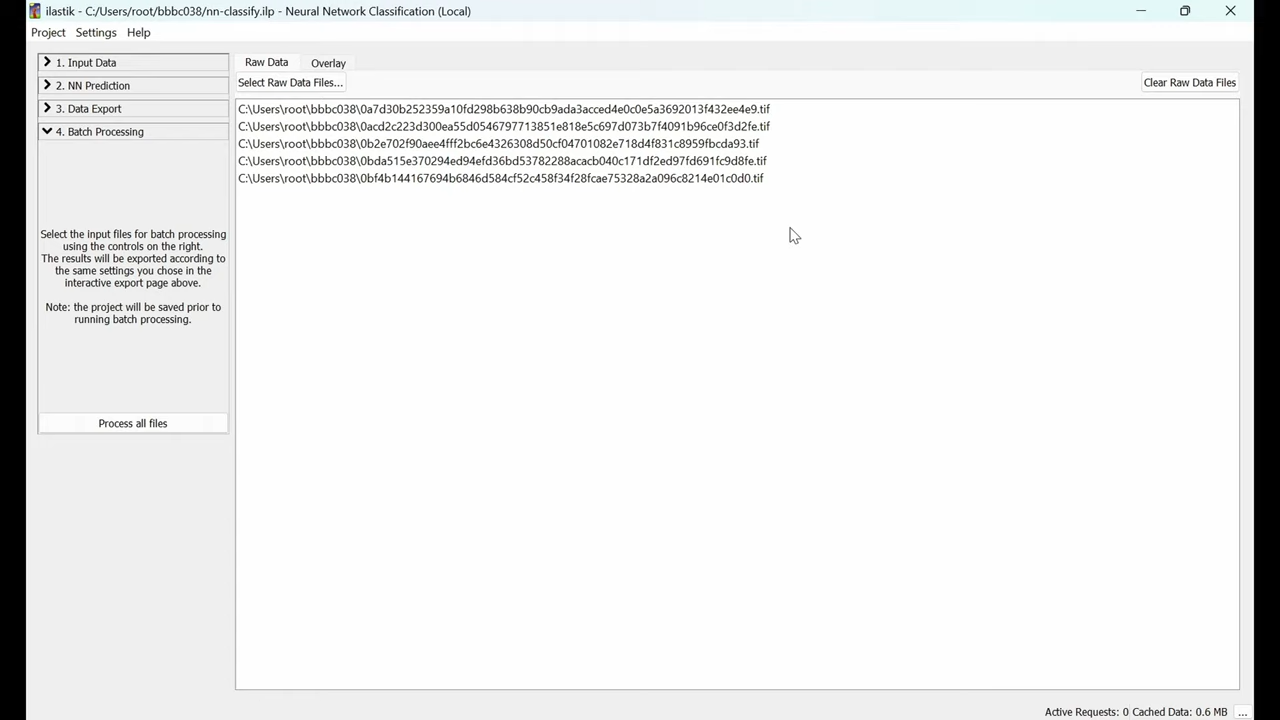 ilastik - C:/Users/root/bbbc038/nn-classify.ilp - Neural Network Classification (Local)
Project Settings Help
1. Input Data
2. NN Prediction
3. Data Export
4. Batch Processing
Select the input files for batch processing
using the controls on the right.
The results will be exported according to
the same settings you chose in the
interactive export page above.
Note: the project will be saved prior to
running batch processing.
Process all files
Raw Data Overlay
Select Raw Data Files... Clear Raw Data Files
C:\Users\root\bbbc038\0a7d30b252359a10fd298b638b90cb9ada3acced4e0c0e5a3692013f432ee4e9.tif
C:\Users\root\bbbc038\0acd2c223d300ea55d0546797713851e818e5c697d073b7f4091b96ce0f3d2fe.tif
C:\Users\root\bbbc038\0b2e702f90aee4fff2bc6e4326308d50cf04701082e718d4f831c8959fbcda93.tif
C:\Users\root\bbbc038\0bda515e370294ed94efd36bd53782288acacb040c171df2ed97fd691fc9d8fe.tif
C:\Users\root\bbbc038\0bf4b144167694b6846d584cf52c458f34f28fcae75328a2a096c8214e01c0d0.tif
Active Requests: 0 Cached Data: 0.6 MB ...